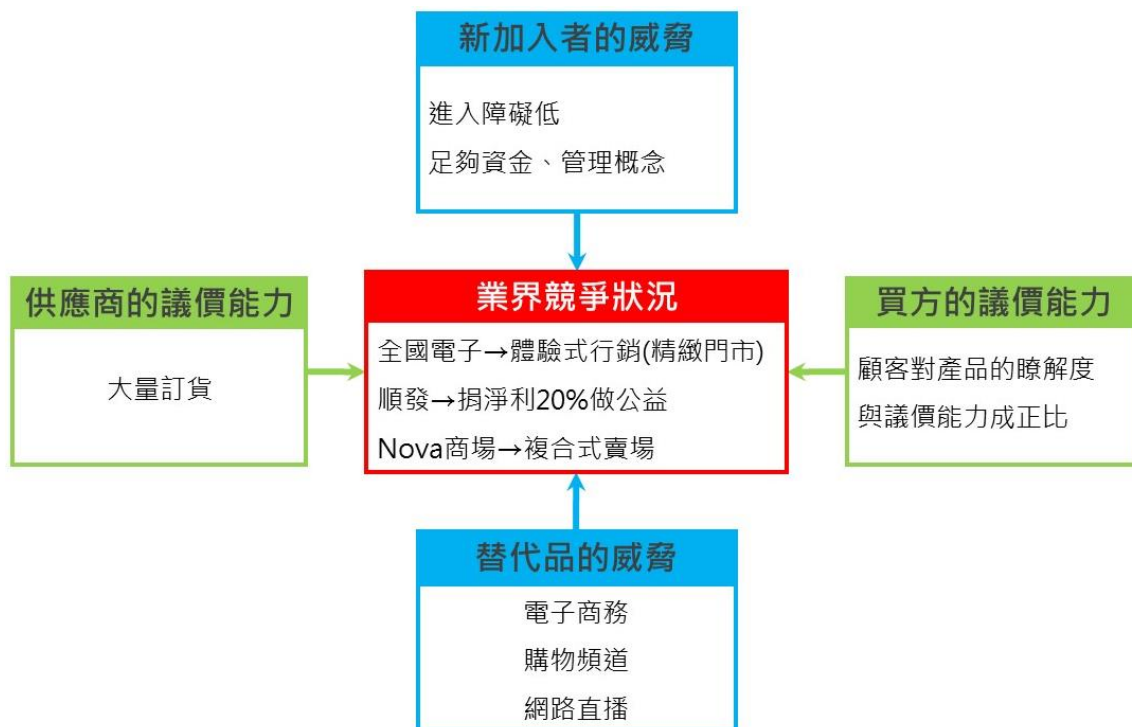 新加入者的威脅
進入障礙低
足夠資金、管理概念
供應商的議價能力
大量訂貨
業界競爭狀況
全國電子→體驗式行銷(精緻門市)
順發→捐淨利20%做公益
Nova商場→複合式賣場
買方的議價能力
顧客對產品的瞭解度
與議價能力成正比
替代品的威脅
電子商務
購物頻道
網路直播